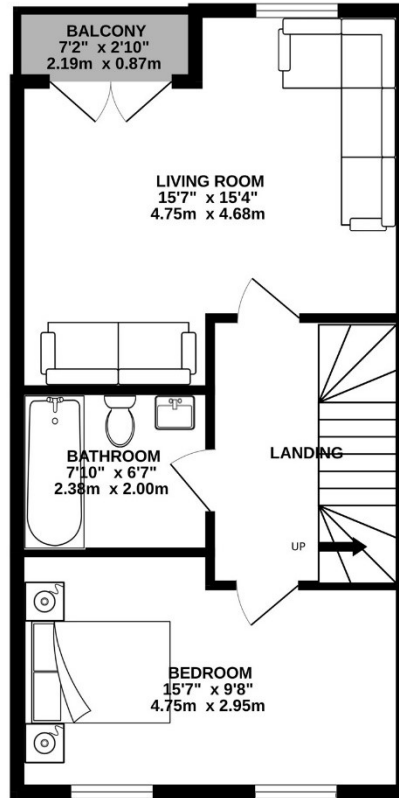 BALCONY
7'2" x 2'10"
2.19m x 0.87m
LIVING ROOM
15'7" x 15'4"
4.75m x 4.68m
BATHROOM
7'10" x 6'7"
2.38m x 2.00m
LANDING
UP
BEDROOM
15'7" x 9'8"
4.75m x 2.95m